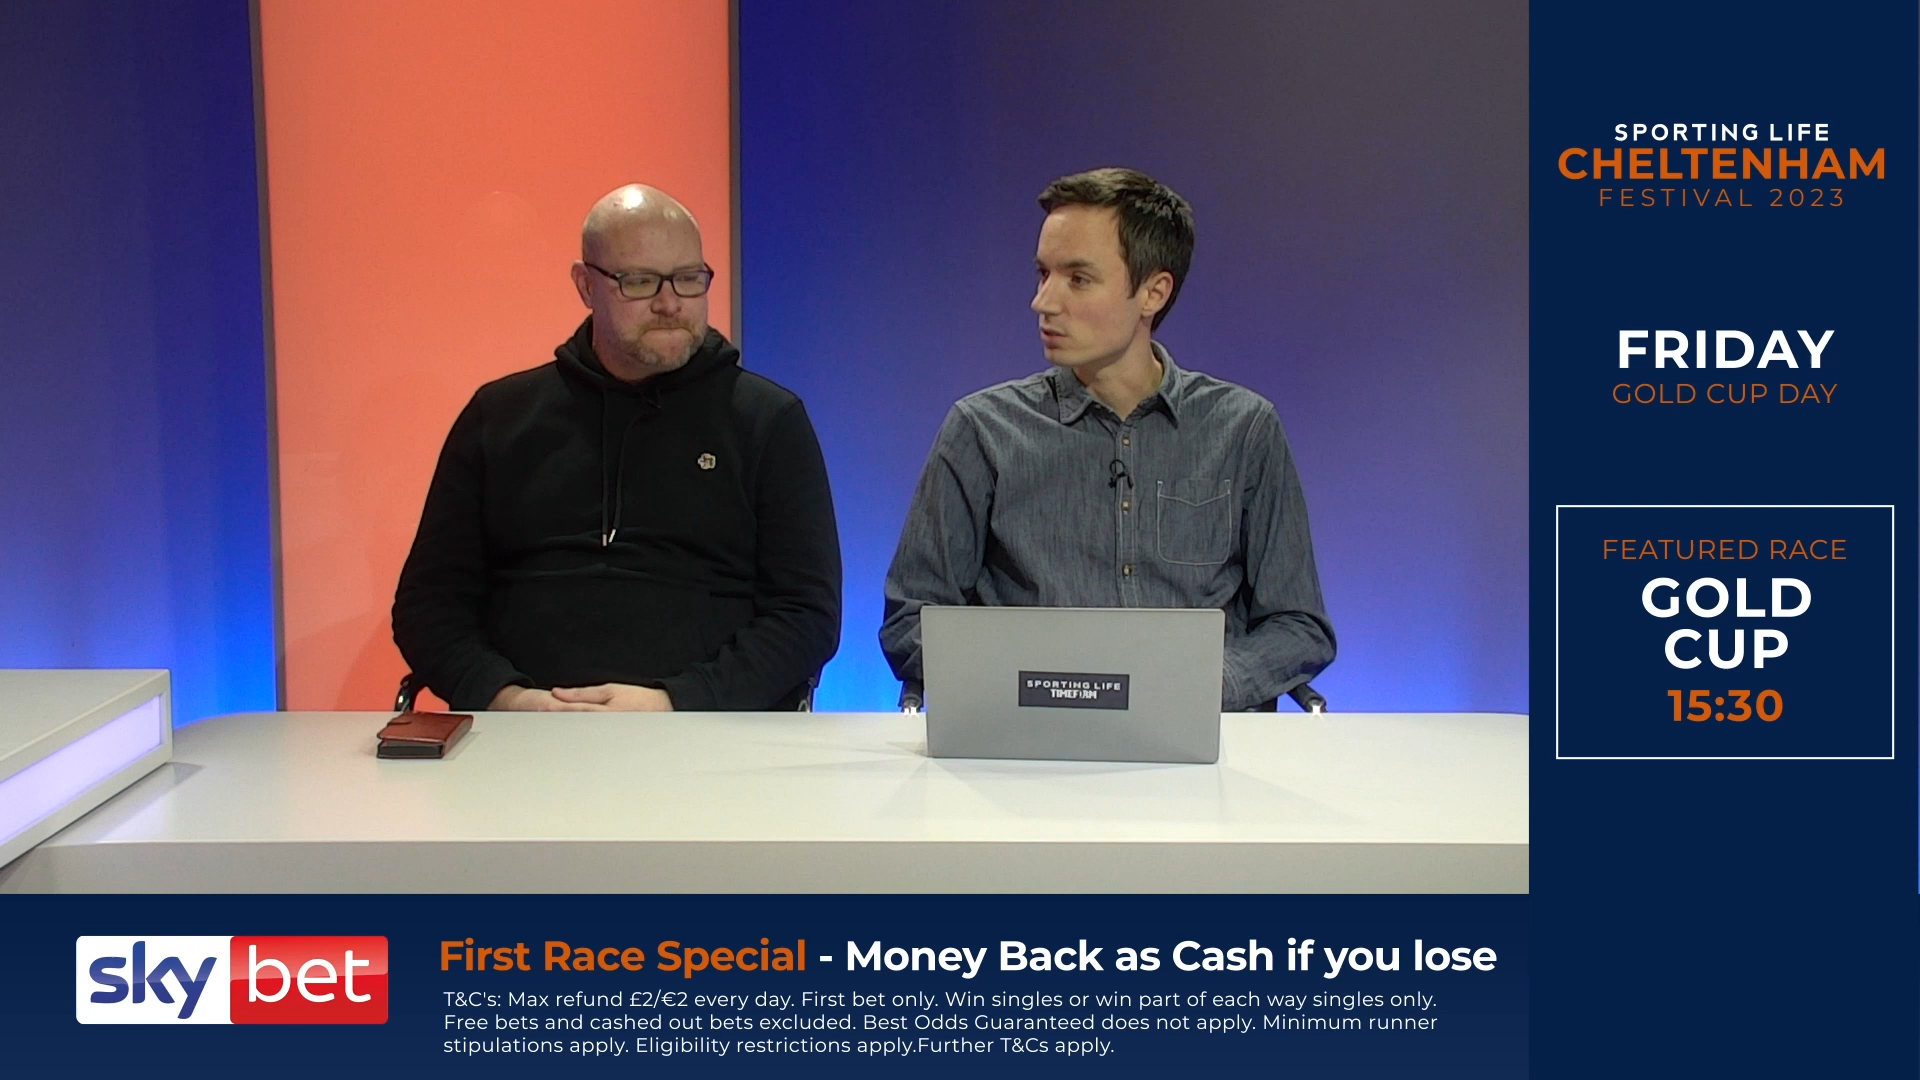 SPORTING LIFE
CHELTENHAM
FESTIVAL 2023
FRIDAY
GOLD CUP DAY
FEATURED RACE
GOLD
CUP
15:30
SPORTING LIFE
TIMEFORM
sky bet
First Race Special - Money Back as Cash if you lose
T&C's: Max refund £2/€2 every day. First bet only. Win singles or win part of each way singles only.
Free bets and cashed out bets excluded. Best Odds Guaranteed does not apply. Minimum runner
stipulations apply. Eligibility restrictions apply.Further T&Cs apply.